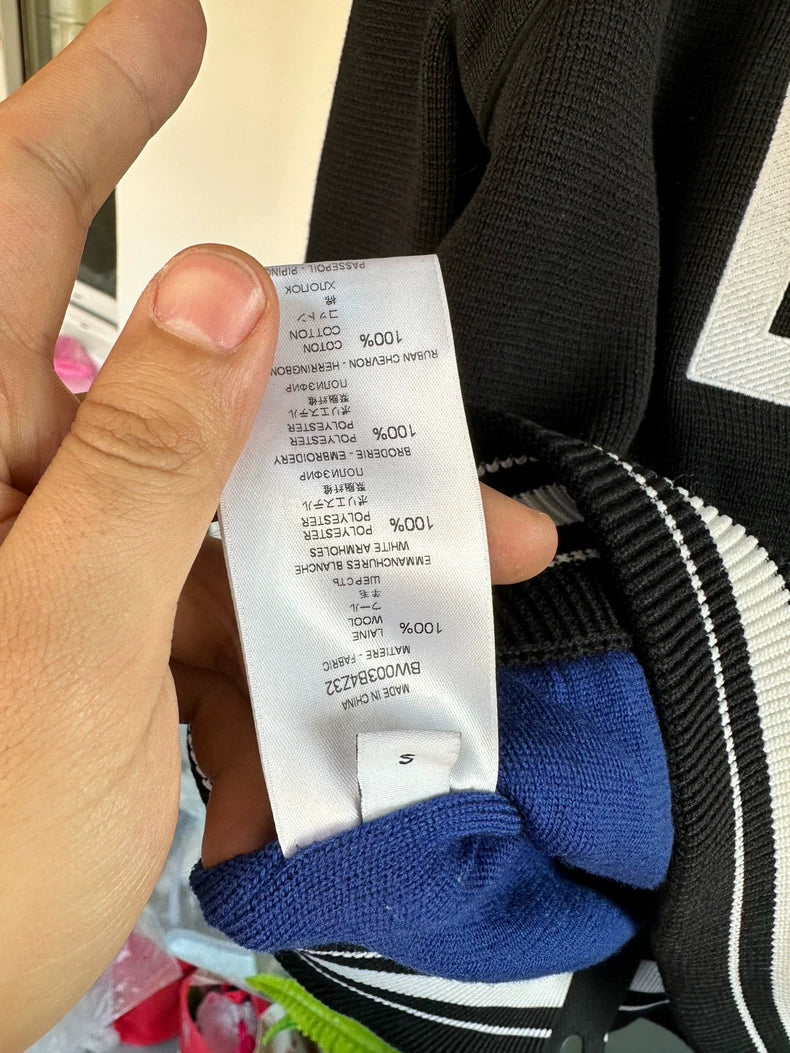 S
MADE IN CHINA
BW003B4Z32
MATIERE - FABRIC
100% LAINE
WOOL
ウール
羊毛
ШЕРСТЬ
EMMANCHURES BLANCHE
WHITE ARMHOLES
100% POLYESTER
POLYESTER
ポリエステル
聚脂纤维
ПОЛИЭФИР
BRODERIE - EMBROIDERY
100% POLYESTER
POLYESTER
ポリエステル
聚脂纤维
ПОЛИЭФИР
RUBAN CHEVRON - HERRINGBON
100% COTON
COTTON
コットン
棉
ХЛОПОК
PASSEPOIL - PIPING